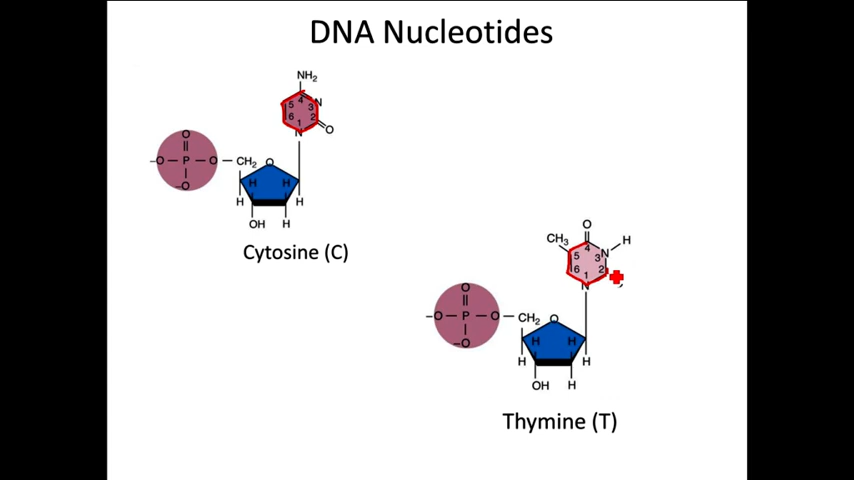 DNA Nucleotides
NH₂
4
5
N
3
6
2
1
N
O
O
–O — P — O — CH₂
–O
O
H
H
H
H
OH
H
Cytosine (C)
O
CH₃
4
H
5
3
N
6
2
1
N
O
–O — P — O — CH₂
–O
O
H
H
H
H
OH
H
Thymine (T)